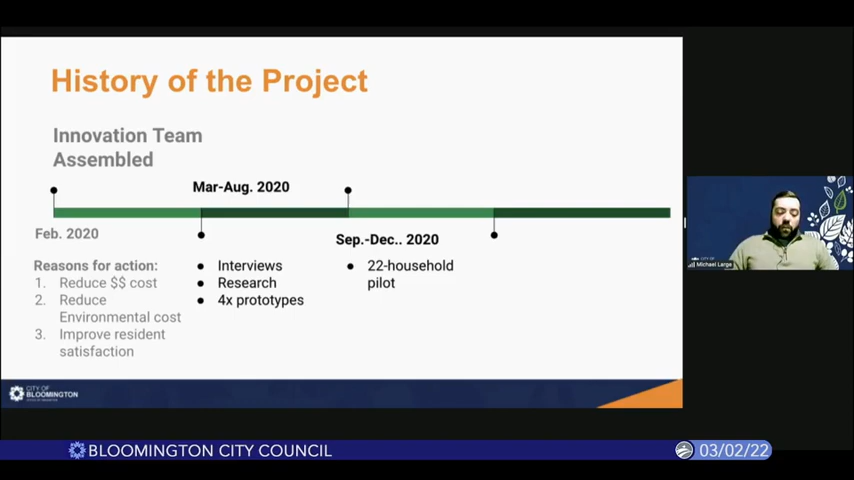 History of the Project
Innovation Team
Assembled
Mar-Aug. 2020
Feb. 2020
Sep.-Dec.. 2020
Reasons for action:
1. Reduce $$ cost
2. Reduce
Environmental cost
3. Improve resident
satisfaction
● Interviews
● Research
● 4x prototypes
● 22-household
pilot
CITY OF
BLOOMINGTON
CITY OF
Michael Large
BLOOMINGTON CITY COUNCIL
03/02/22